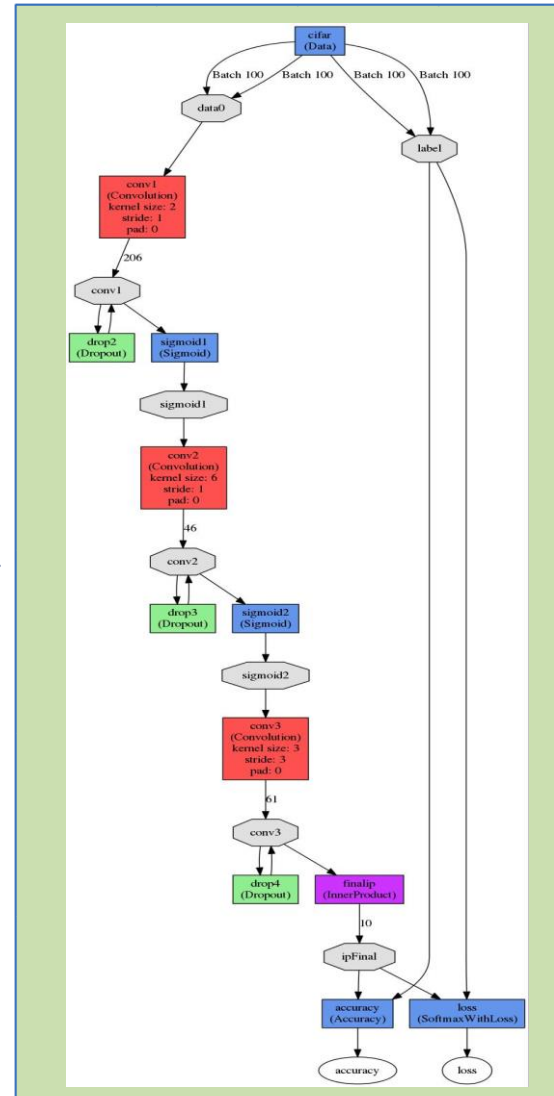 cifar
(Data)
Batch 100
Batch 100
Batch 100
Batch 100
data0
label
conv1
(Convolution)
kernel size: 2
stride: 1
pad: 0
206
conv1
drop2
(Dropout)
sigmoid1
(Sigmoid)
sigmoid1
conv2
(Convolution)
kernel size: 6
stride: 1
pad: 0
46
conv2
drop3
(Dropout)
sigmoid2
(Sigmoid)
sigmoid2
conv3
(Convolution)
kernel size: 3
stride: 3
pad: 0
61
conv3
drop4
(Dropout)
finalip
(InnerProduct)
10
ipFinal
accuracy
(Accuracy)
loss
(SoftmaxWithLoss)
accuracy
loss